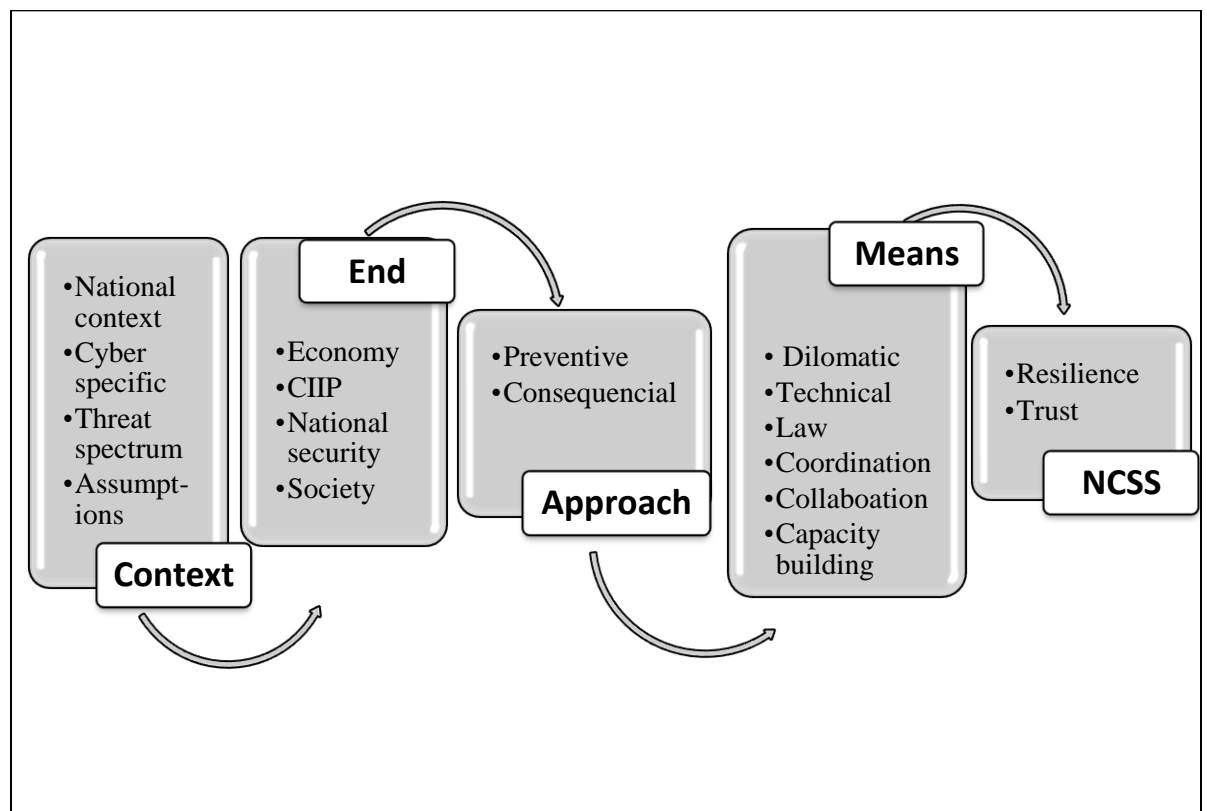 •National
context
•Cyber
specific
•Threat
spectrum
•Assumpt-
ions
Context
End
•Economy
•CIIP
•National
security
•Society
•Preventive
•Consequencial
Approach
Means
• Dilomatic
•Technical
•Law
•Coordination
•Collaboation
•Capacity
building
•Resilience
•Trust
NCSS